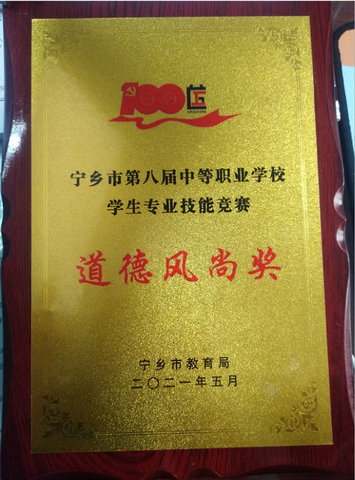 100
宁乡市第八届中等职业学校
学生专业技能竞赛
道德风尚奖
宁乡市教育局
二〇二一年五月